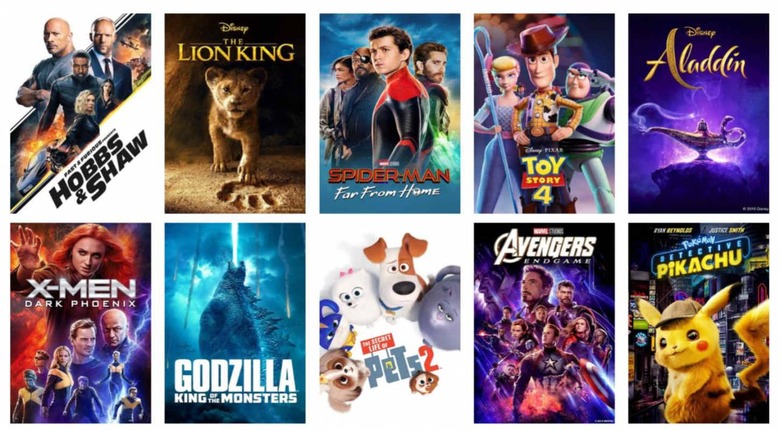 FAST & FURIOUS PRESENTS
HOBBS
& SHAW
Disney
THE
LION KING
MARVEL STUDIOS
SPIDER-MAN
Far From Home
Disney · PIXAR
TOY
STORY
4
Disney
Aladdin
© 2019 Disney
X-MEN
DARK PHOENIX
GODZILLA
KING OF THE MONSTERS
THE SECRET
LIFE OF
PETS 2
MARVEL STUDIOS
AVENGERS
ENDGAME
RYAN REYNOLDS JUSTICE SMITH
POKÉMON
DETECTIVE
PIKACHU